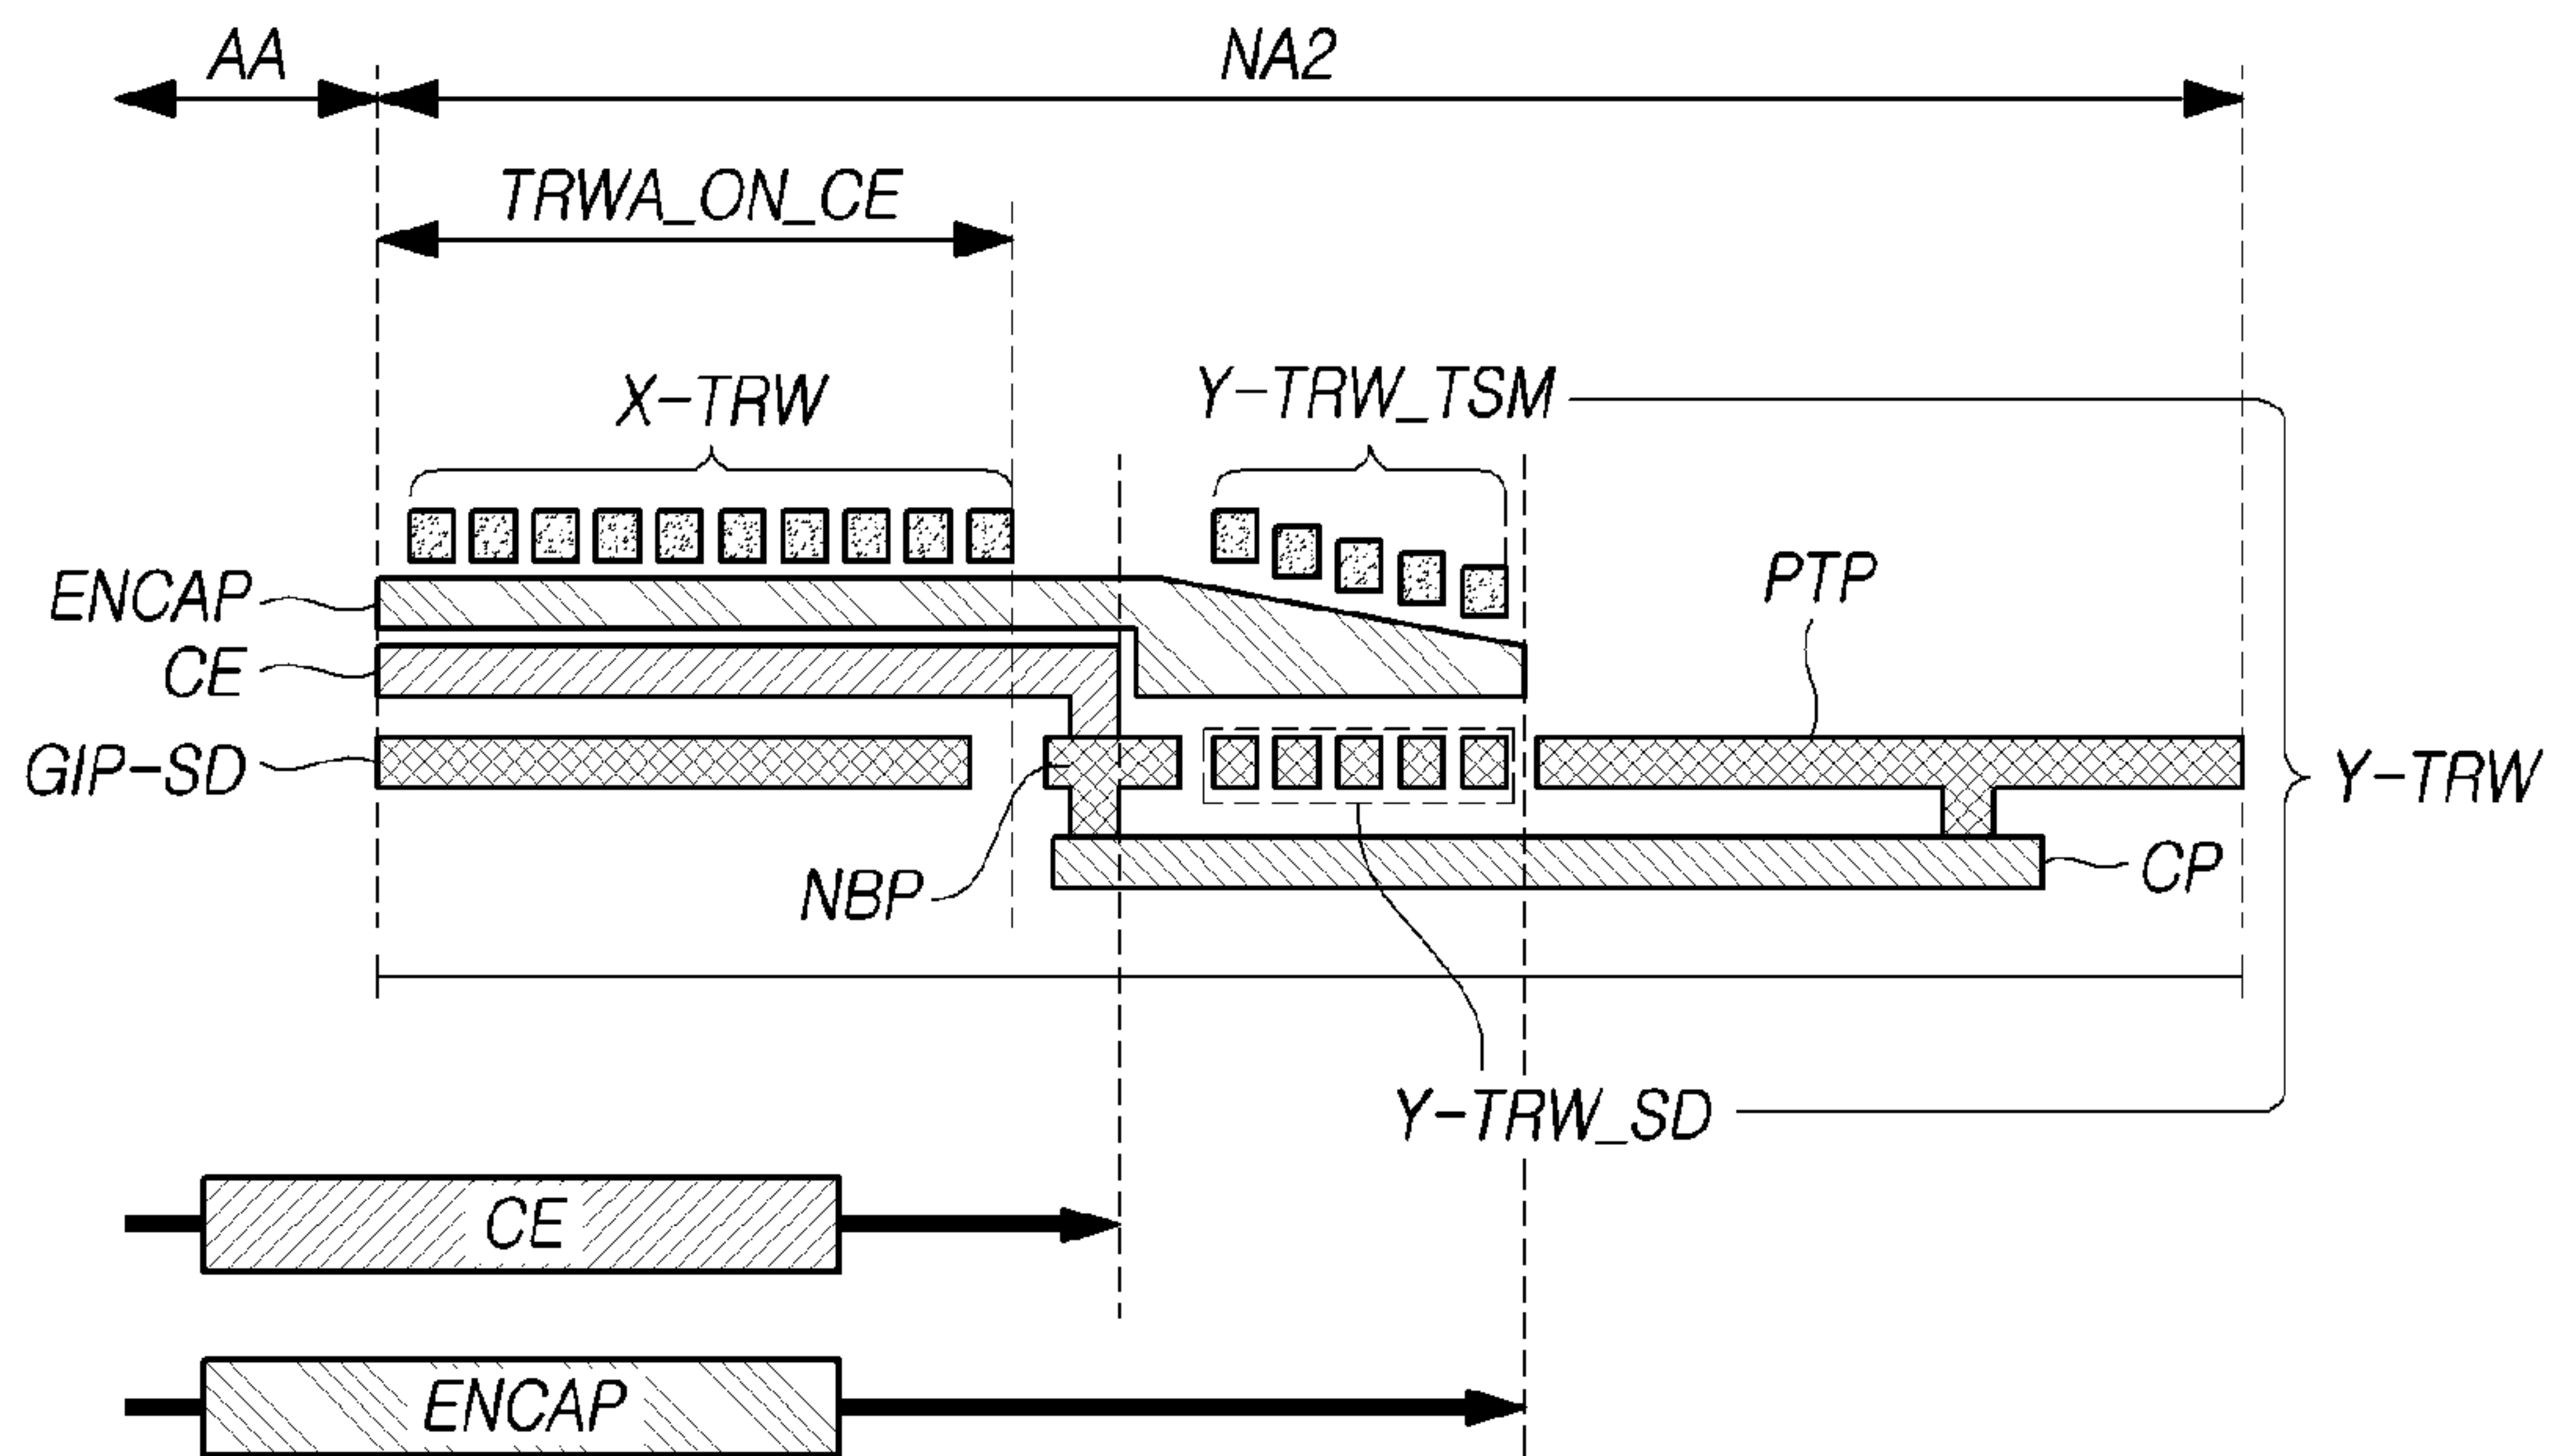 AA
NA2
TRWA_ON_CE
X-TRW
Y-TRW_TSM
ENCAP
PTP
CE
GIP-SD
Y-TRW
NBP
CP
Y-TRW_SD
CE
ENCAP